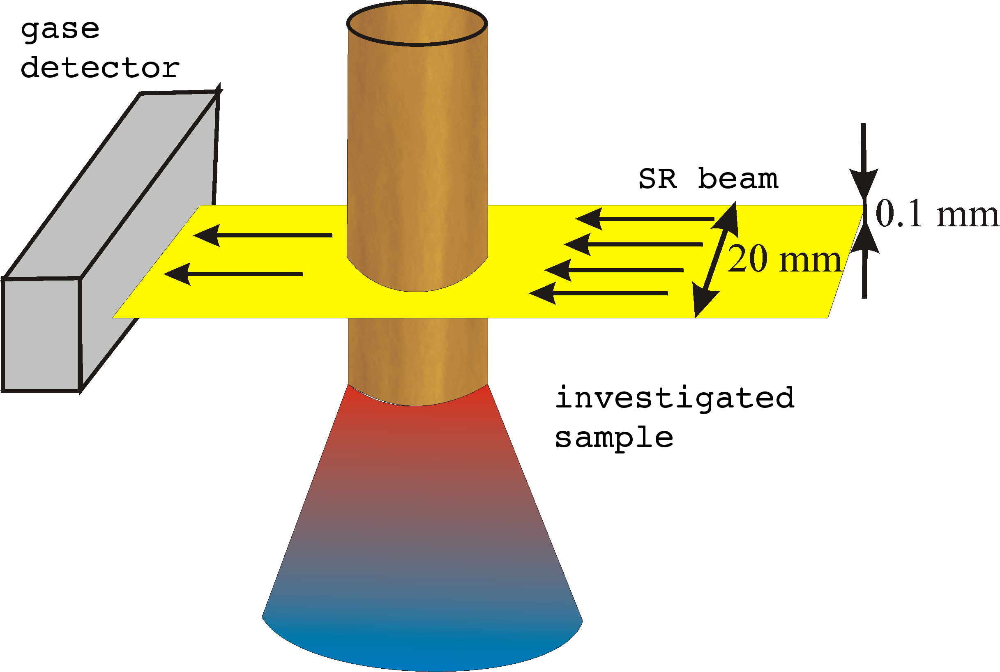 gase
detector
SR beam
0.1 mm
20 mm
investigated
sample